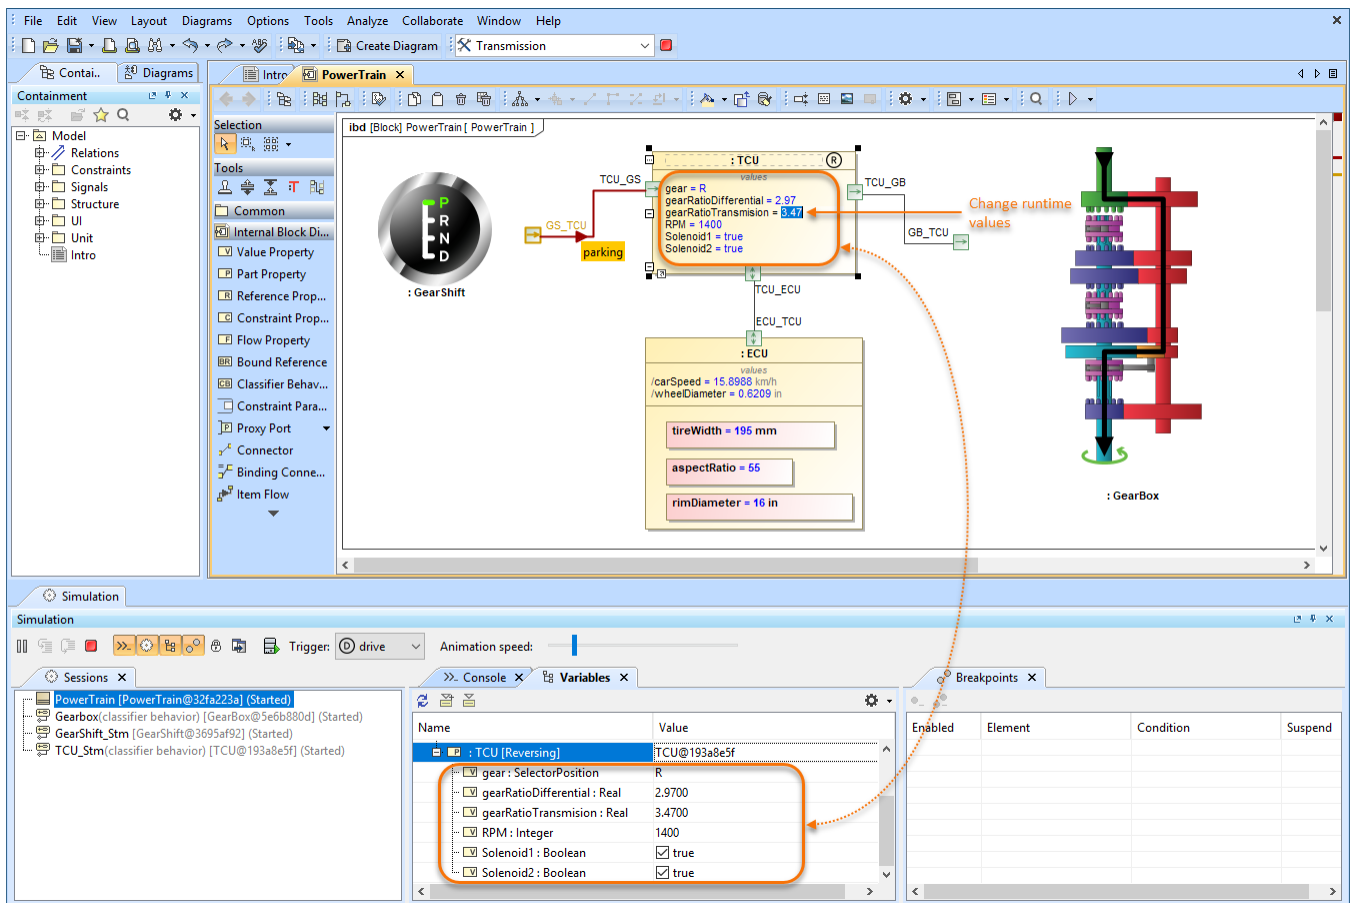 File Edit View Layout Diagrams Options Tools Analyze Collaborate Window Help
Create Diagram Transmission
Contai.. Diagrams
Intro PowerTrain
Containment
Model
Relations
Constraints
Signals
Structure
UI
Unit
Intro
Selection
Tools
Common
Internal Block Di...
Value Property
Part Property
Reference Prop...
Constraint Prop...
Flow Property
Bound Reference
Classifier Behav...
Constraint Para...
Proxy Port
Connector
Binding Conne...
Item Flow
ibd [Block] PowerTrain[ PowerTrain ]
P
R
N
D
: GearShift
TCU_GS
GS_TCU
parking
: TCU
R
values
gear = R
gearRatioDifferential = 2.97
gearRatioTransmision = 3.47
RPM = 1400
Solenoid1 = true
Solenoid2 = true
TCU_GB
GB_TCU
Change runtime
values
TCU_ECU
ECU_TCU
: ECU
values
/carSpeed = 15.8988 km/h
/wheelDiameter = 0.6209 in
tireWidth = 195 mm
aspectRatio = 55
rimDiameter = 16 in
: GearBox
Simulation
Simulation
Trigger: D drive Animation speed:
Sessions
PowerTrain [PowerTrain@32fa223a] (Started)
Gearbox(classifier behavior) [GearBox@5e6b880d] (Started)
GearShift_Stm [GearShift@3695af92] (Started)
TCU_Stm(classifier behavior) [TCU@193a8e5f] (Started)
Console Variables
Name Value
: TCU [Reversing] TCU@193a8e5f
gear : SelectorPosition R
gearRatioDifferential : Real 2.9700
gearRatioTransmision : Real 3.4700
RPM : Integer 1400
Solenoid1 : Boolean true
Solenoid2 : Boolean true
Breakpoints
Enabled Element Condition Suspend